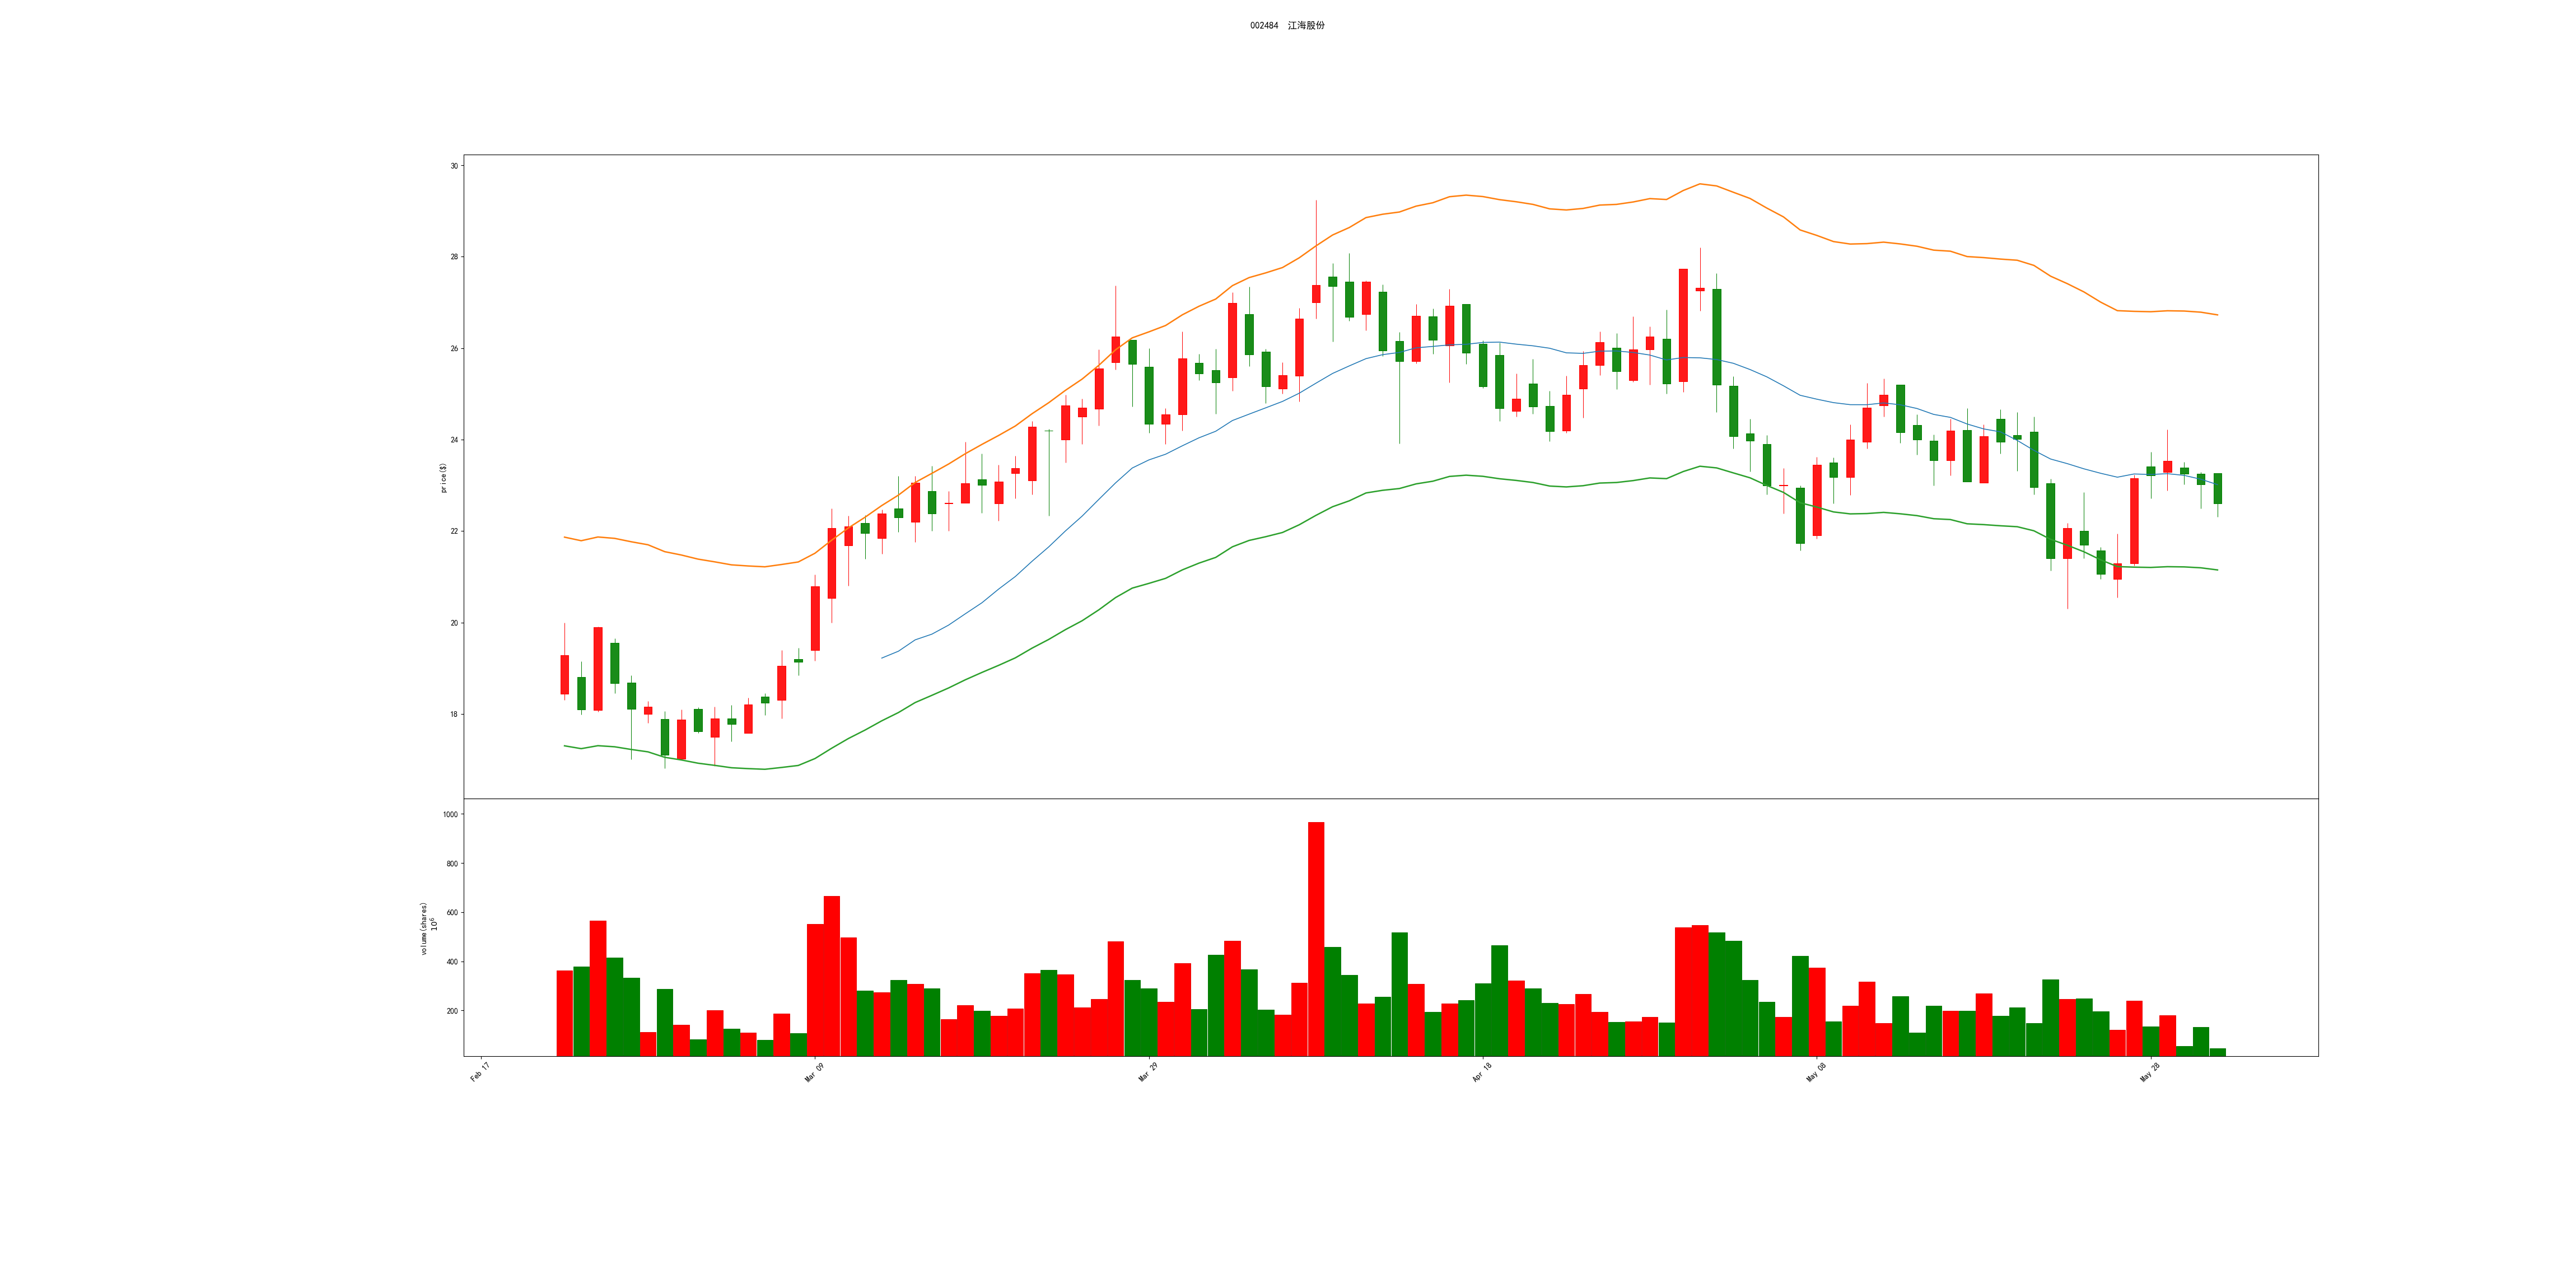 002484 江海股份
30
28
26
24
22
20
18
price($)
1000
800
600
400
200
volume(shares)
10⁶
Feb 17
Mar 09
Mar 29
Apr 18
May 08
May 28